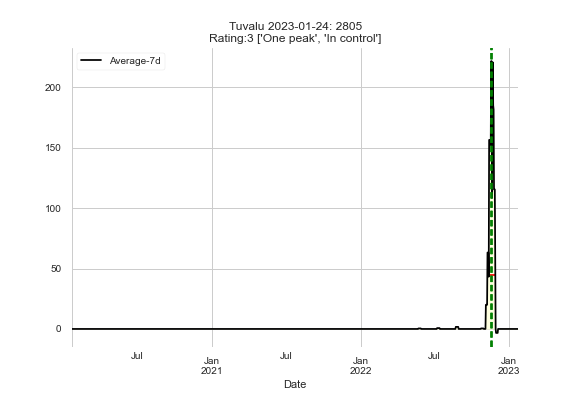 Tuvalu 2023-01-24: 2805
Rating:3 ['One peak', 'In control']
Average-7d
200
150
100
50
0
Jul
Jan
2021
Jul
Jan
2022
Jul
Jan
2023
Date